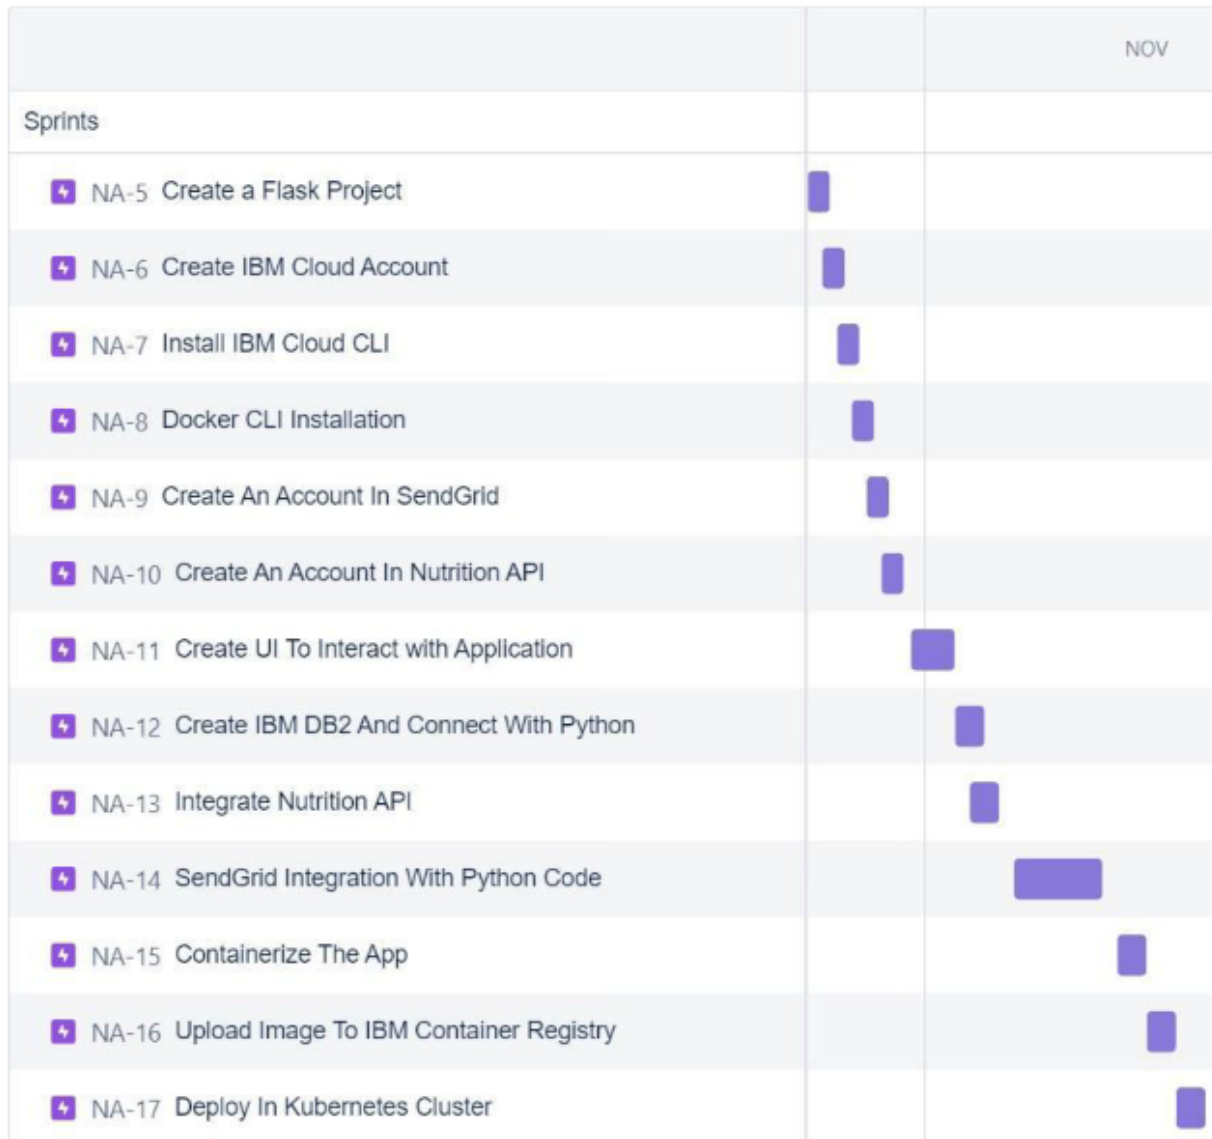 NOV
Sprints
NA-5 Create a Flask Project
NA-6 Create IBM Cloud Account
NA-7 Install IBM Cloud CLI
NA-8 Docker CLI Installation
NA-9 Create An Account In SendGrid
NA-10 Create An Account In Nutrition API
NA-11 Create UI To Interact with Application
NA-12 Create IBM DB2 And Connect With Python
NA-13 Integrate Nutrition API
NA-14 SendGrid Integration With Python Code
NA-15 Containerize The App
NA-16 Upload Image To IBM Container Registry
NA-17 Deploy In Kubernetes Cluster